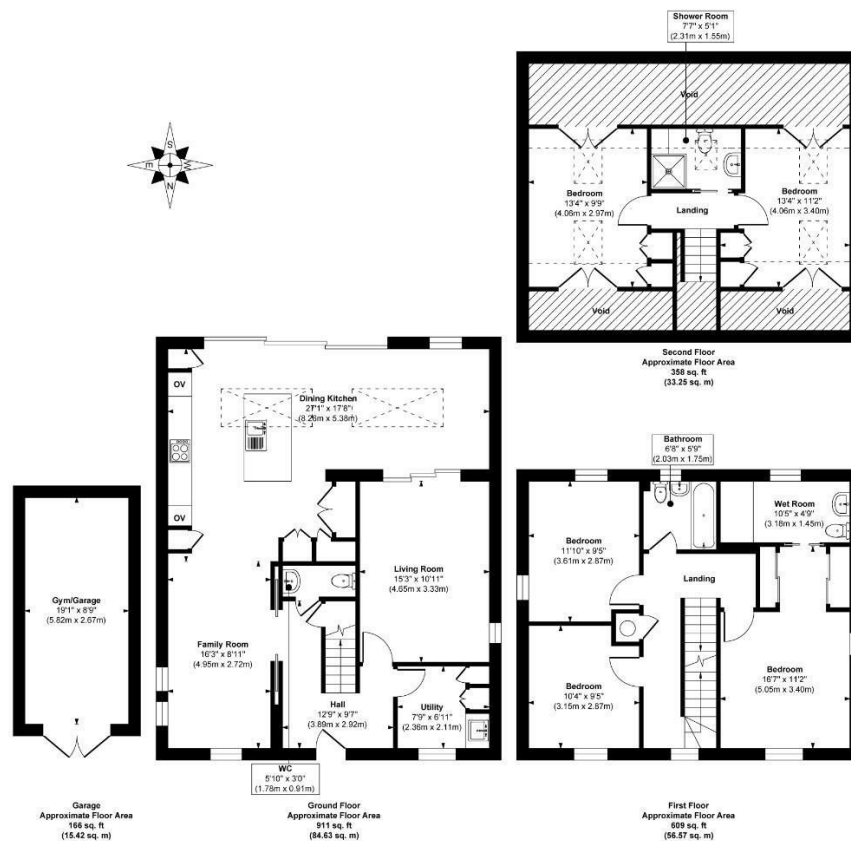 Shower Room
7'7" x 5'1"
(2.31m x 1.55m)
Void
Bedroom
13'4" x 9'9"
(4.06m x 2.97m)
Landing
Bedroom
13'4" x 11'2"
(4.06m x 3.40m)
Void
Void
Second Floor
Approximate Floor Area
358 sq. ft
(33.25 sq. m)
S
E
W
N
OV
Dining Kitchen
27'1" x 17'8"
(8.26m x 5.38m)
OV
Living Room
15'3" x 10'11"
(4.65m x 3.33m)
Family Room
16'3" x 8'11"
(4.95m x 2.72m)
Hall
12'9" x 9'7"
(3.89m x 2.92m)
Utility
7'9" x 6'11"
(2.36m x 2.11m)
WC
5'10" x 3'0"
(1.78m x 0.91m)
Ground Floor
Approximate Floor Area
911 sq. ft
(84.63 sq. m)
Gym/Garage
19'1" x 8'9"
(5.82m x 2.67m)
Garage
Approximate Floor Area
166 sq. ft
(15.42 sq. m)
Bathroom
6'8" x 5'9"
(2.03m x 1.75m)
Wet Room
10'5" x 4'9"
(3.18m x 1.45m)
Bedroom
11'10" x 9'5"
(3.61m x 2.87m)
Landing
Bedroom
10'4" x 9'5"
(3.15m x 2.87m)
Bedroom
16'7" x 11'2"
(5.05m x 3.40m)
First Floor
Approximate Floor Area
609 sq. ft
(56.57 sq. m)